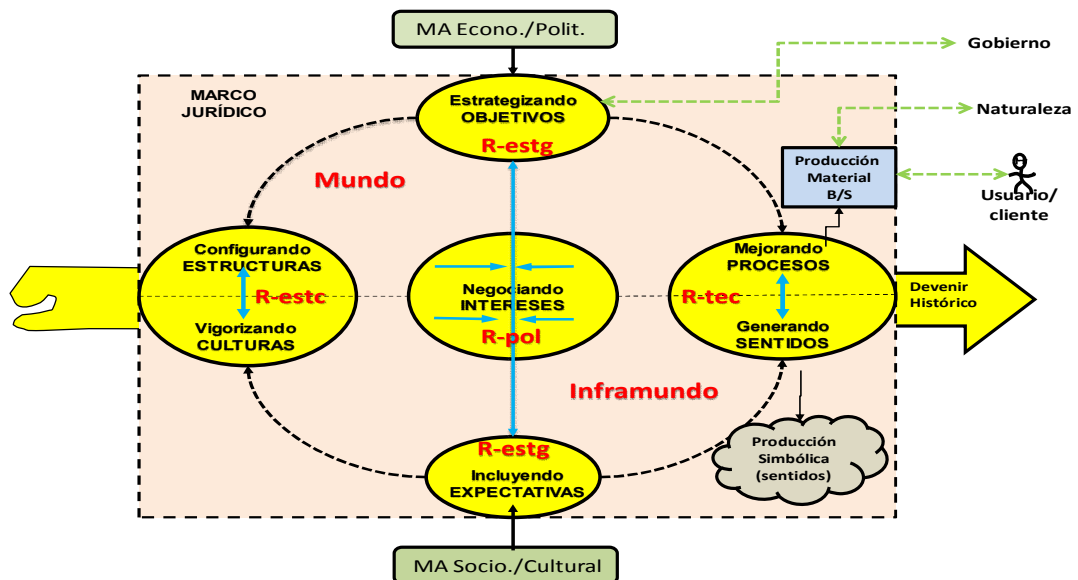 MA Econo./Polit.
Gobierno
MARCO
JURÍDICO
Estrategizando
OBJETIVOS
R-estg
Naturaleza
Producción
Material
B/S
Usuario/
cliente
Mundo
Configurando
ESTRUCTURAS
R-estc
Vigorizando
CULTURAS
Negociando
INTERESES
R-pol
Mejorando
PROCESOS
R-tec
Generando
SENTIDOS
Devenir
Histórico
Inframundo
R-estg
Incluyendo
EXPECTATIVAS
Producción
Simbólica
(sentidos)
MA Socio./Cultural